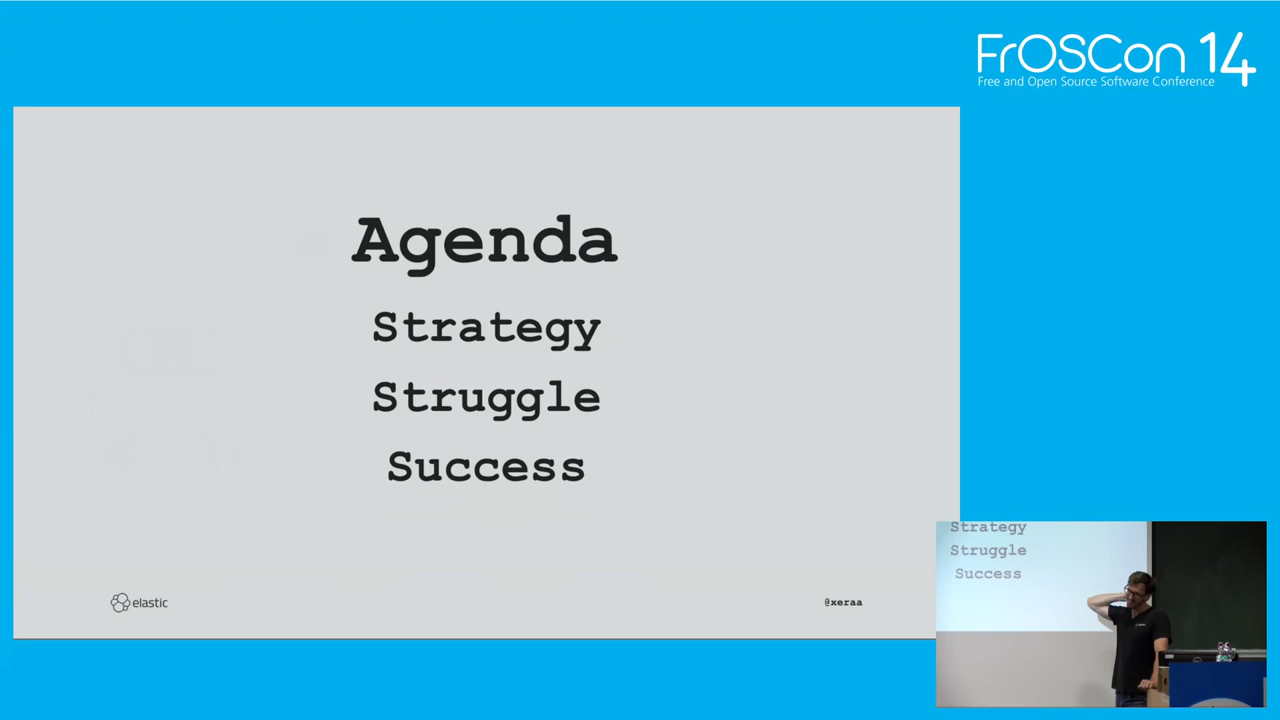 FrOSCon 14
Free and Open Source Software Conference
Agenda
Strategy
Struggle
Success
elastic
@xeraa
Strategy
Struggle
Success